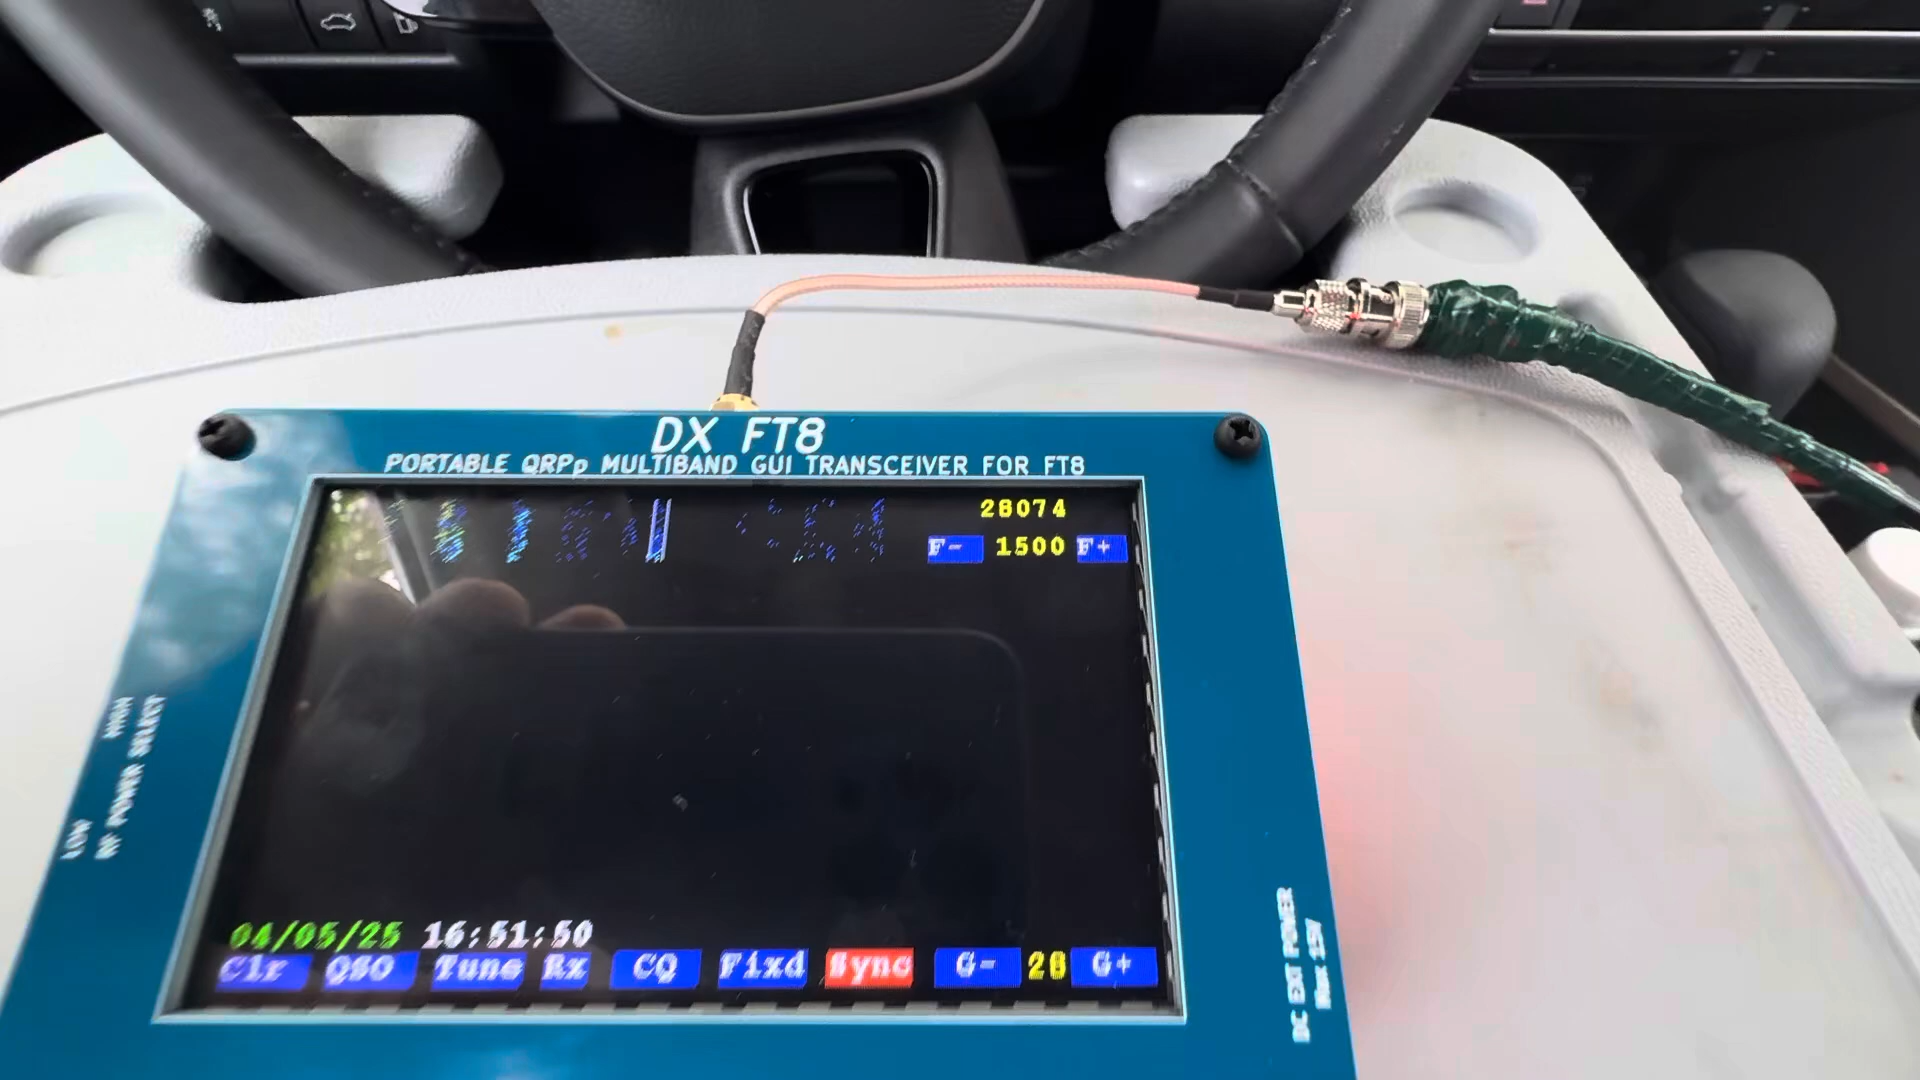 DX FT8
PORTABLE QRPp MULTIBAND GUI TRANSCEIVER FOR FT8
28074
F- 1500 F+
HIGH
LOW
RF POWER SELECT
04/05/25 16:51:50
Clr QSO Tune Rx CQ Fixd Sync G- 28 G+
DC EXT POWER
Max 15V